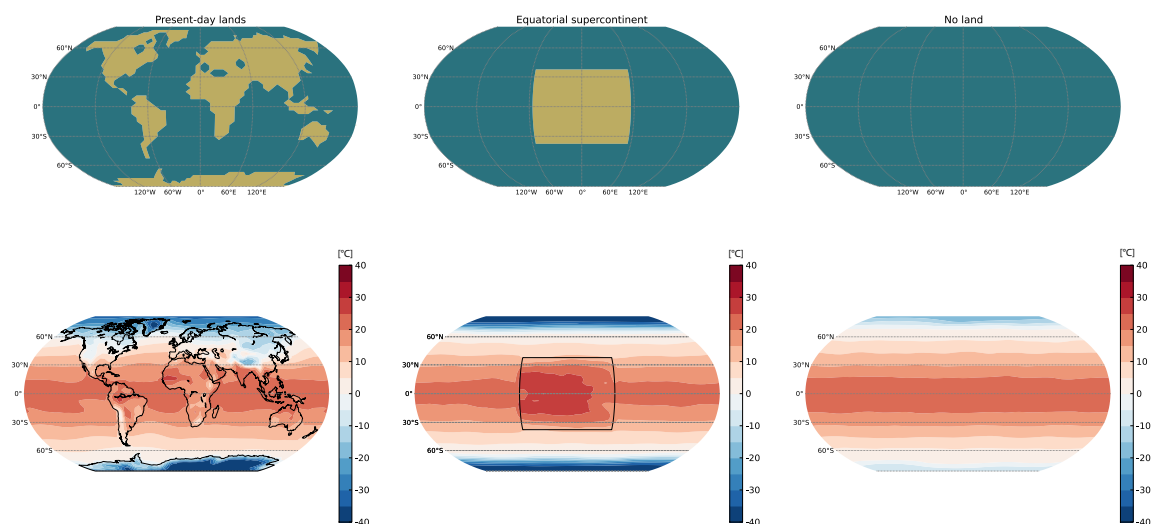 Present-day lands
Equatorial supercontinent
No land
60°N
30°N
0°
30°S
60°S
120°W 60°W 0° 60°E 120°E
60°N
30°N
0°
30°S
60°S
120°W 60°W 0° 60°E 120°E
60°N
30°N
0°
30°S
60°S
120°W 60°W 0° 60°E 120°E
[°C]
60°N
30°N
0°
30°S
60°S
40
30
20
10
0
−10
−20
−30
−40
[°C]
60°N
30°N
0°
30°S
60°S
40
30
20
10
0
−10
−20
−30
−40
[°C]
60°N
30°N
0°
30°S
60°S
40
30
20
10
0
−10
−20
−30
−40